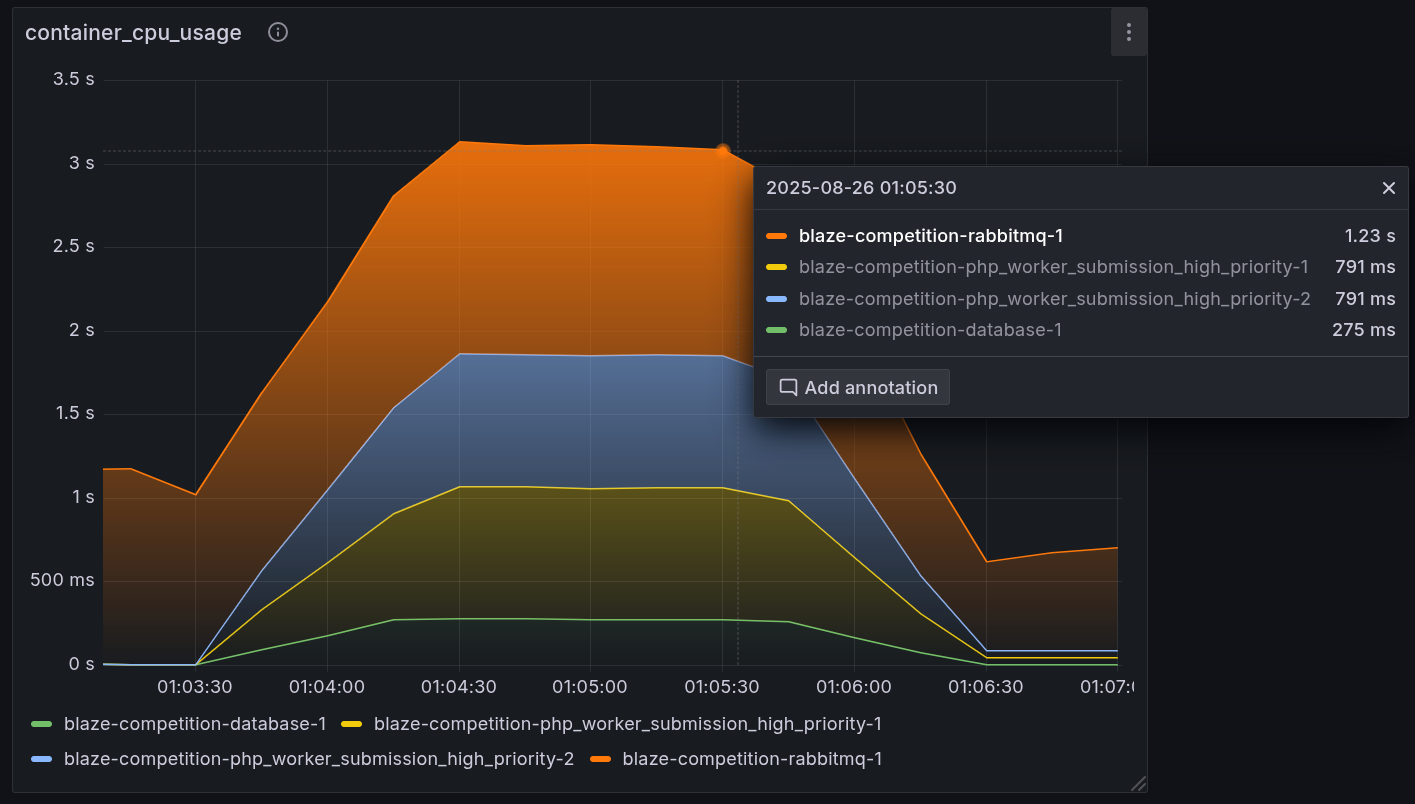 container_cpu_usage
3.5 s
3 s
2.5 s
2 s
1.5 s
1 s
500 ms
0 s
01:03:30 01:04:00 01:04:30 01:05:00 01:05:30 01:06:00 01:06:30 01:07:0
2025-08-26 01:05:30
blaze-competition-rabbitmq-1 1.23 s
blaze-competition-php_worker_submission_high_priority-1 791 ms
blaze-competition-php_worker_submission_high_priority-2 791 ms
blaze-competition-database-1 275 ms
Add annotation
blaze-competition-database-1 blaze-competition-php_worker_submission_high_priority-1
blaze-competition-php_worker_submission_high_priority-2 blaze-competition-rabbitmq-1